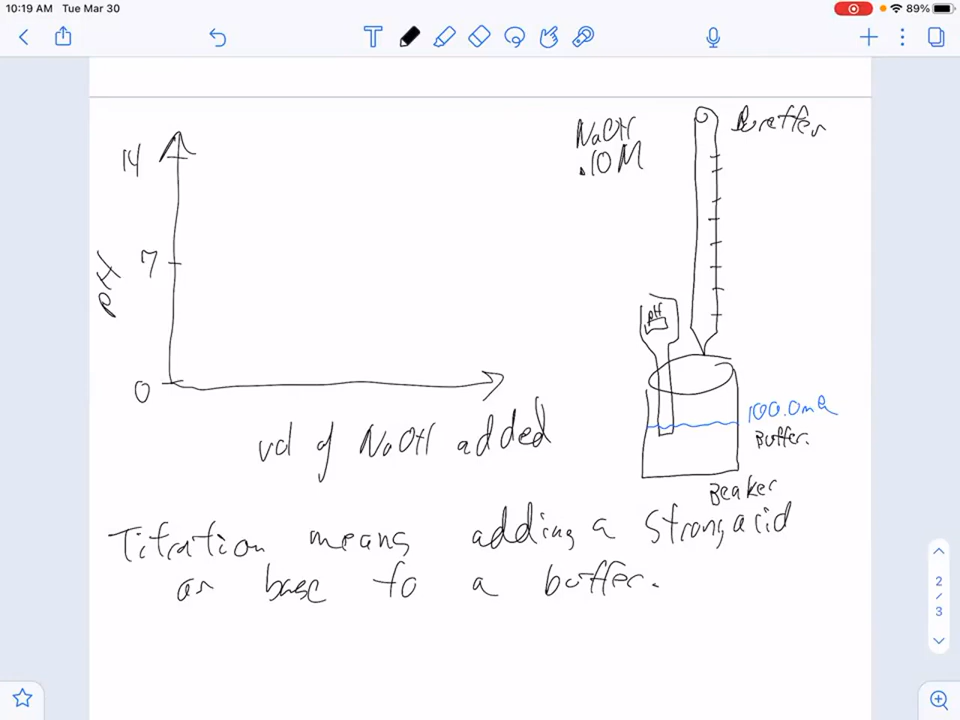 10:19 AM Tue Mar 30
89%
T
NaOH
.10M
Buretter
14
7
pH
0
pH
100.0mL
Buffer.
vol of NaOH added
Beaker
Titration means adding a strong acid
or base to a buffer.
2
/
3